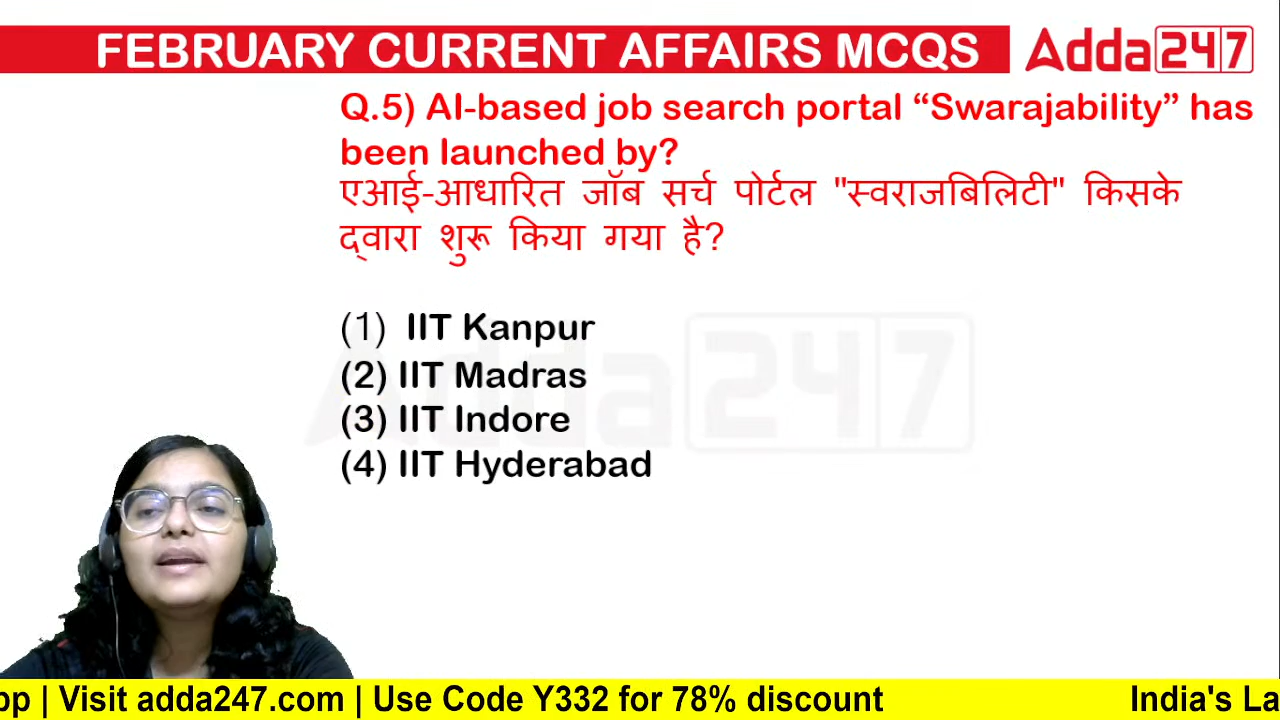 FEBRUARY CURRENT AFFAIRS MCQS
Adda247
Q.5) AI-based job search portal “Swarajability” has
been launched by?
एआई-आधारित जॉब सर्च पोर्टल "स्वराजबिलिटी" किसके
द्वारा शुरू किया गया है?
(1) IIT Kanpur
(2) IIT Madras
(3) IIT Indore
(4) IIT Hyderabad
Adda247
pp | Visit adda247.com | Use Code Y332 for 78% discount
India's La